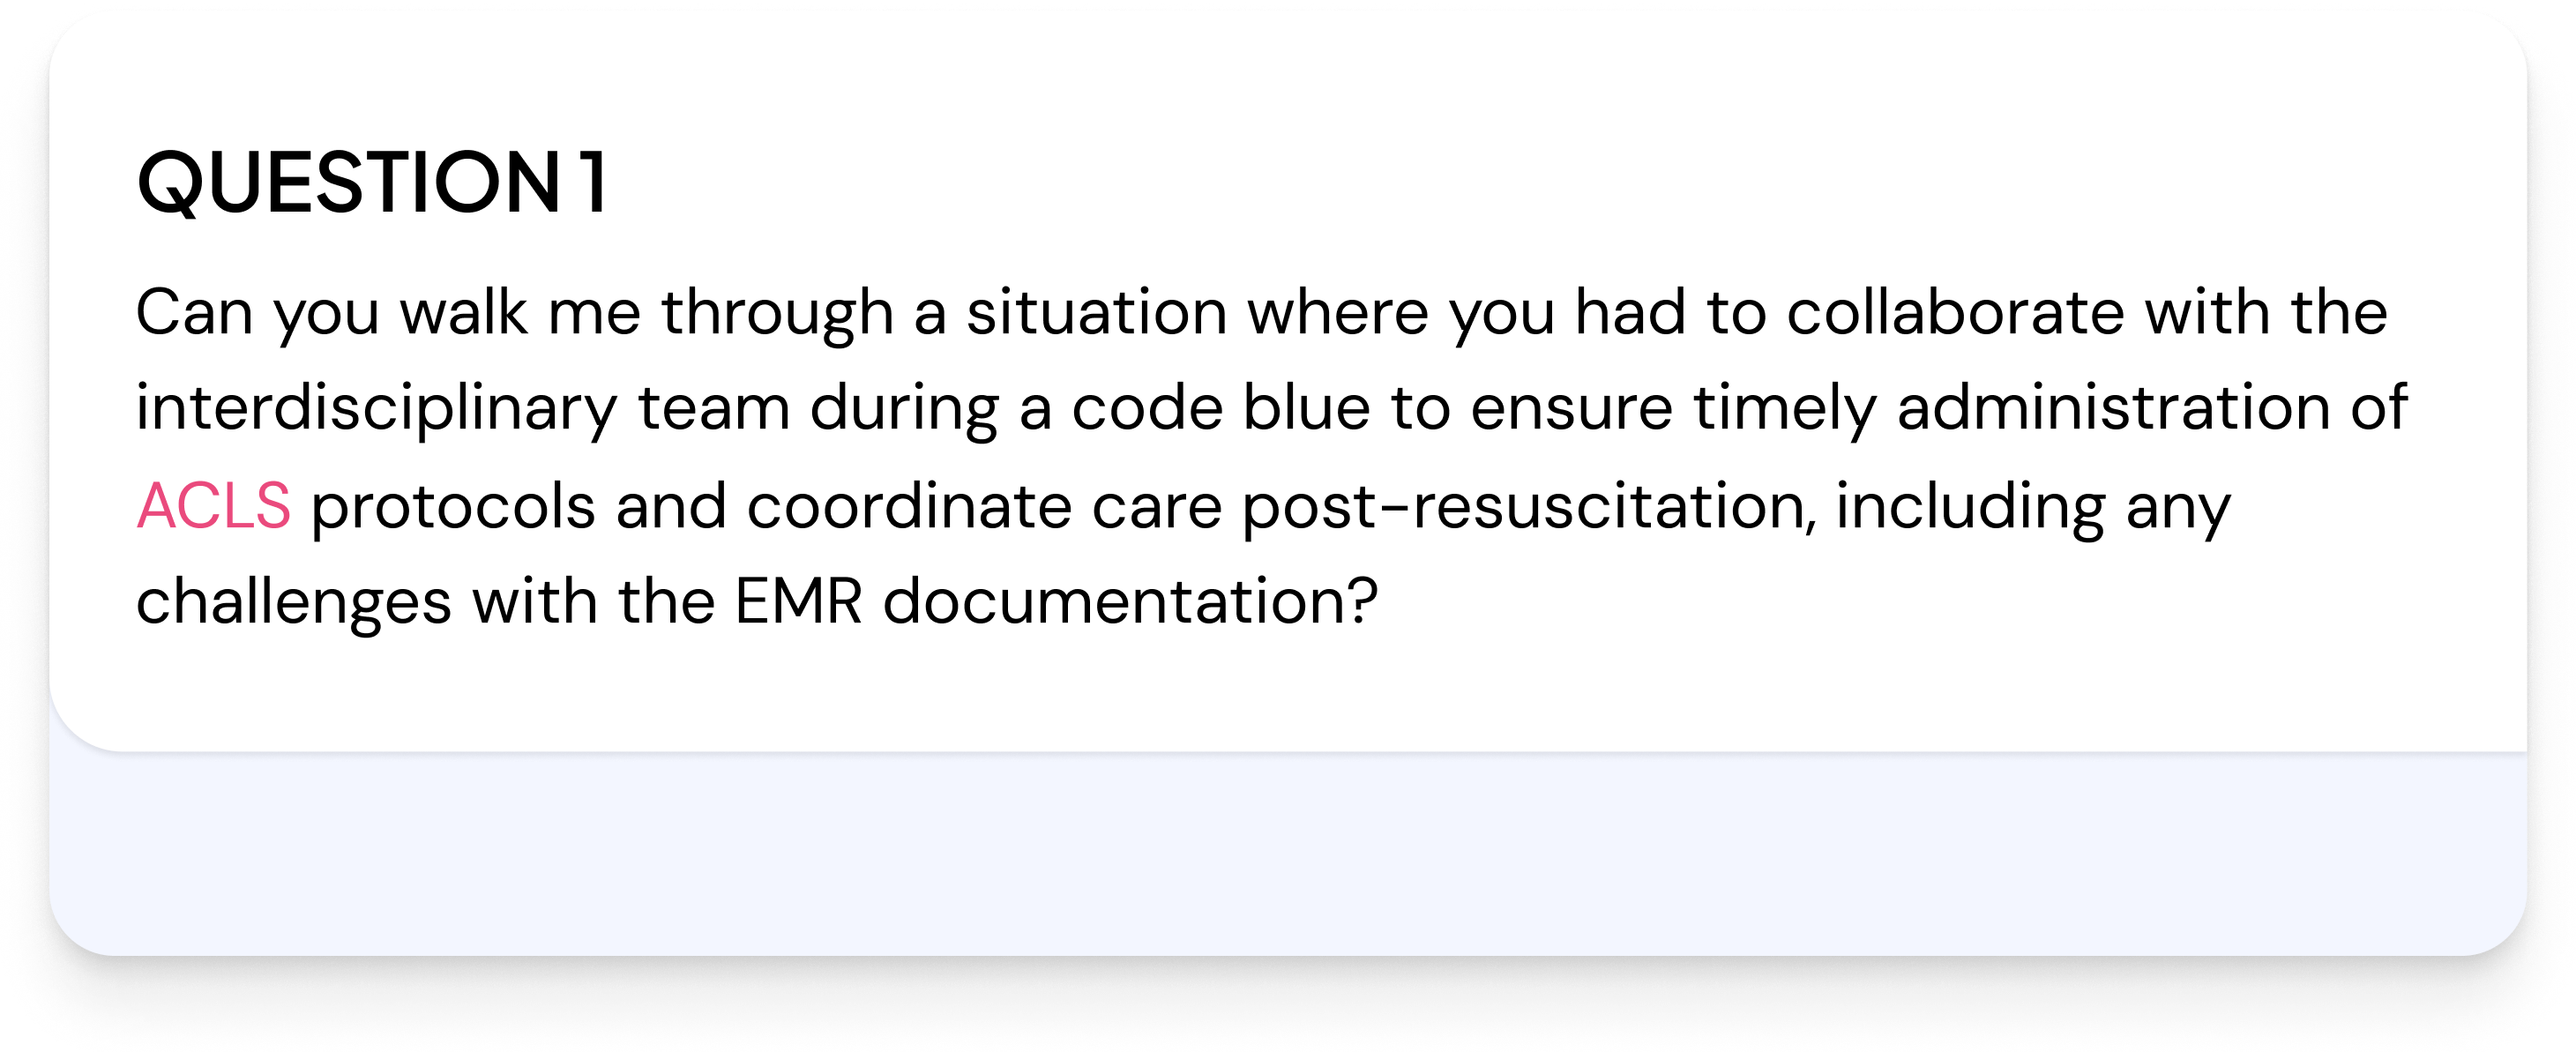 QUESTION 1
Can you walk me through a situation where you had to collaborate with the
interdisciplinary team during a code blue to ensure timely administration of
ACLS protocols and coordinate care post-resuscitation, including any
challenges with the EMR documentation?